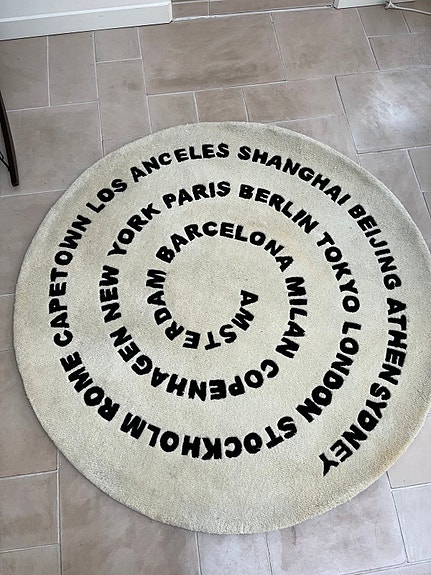 AMSTERDAM BARCELONA MILAN COPENHAGEN NEW YORK PARIS BERLIN TOKYO LONDON STOCKHOLM ROME CAPETOWN LOS ANCELES SHANGHAI BEIJING ATHEN SYDNEY